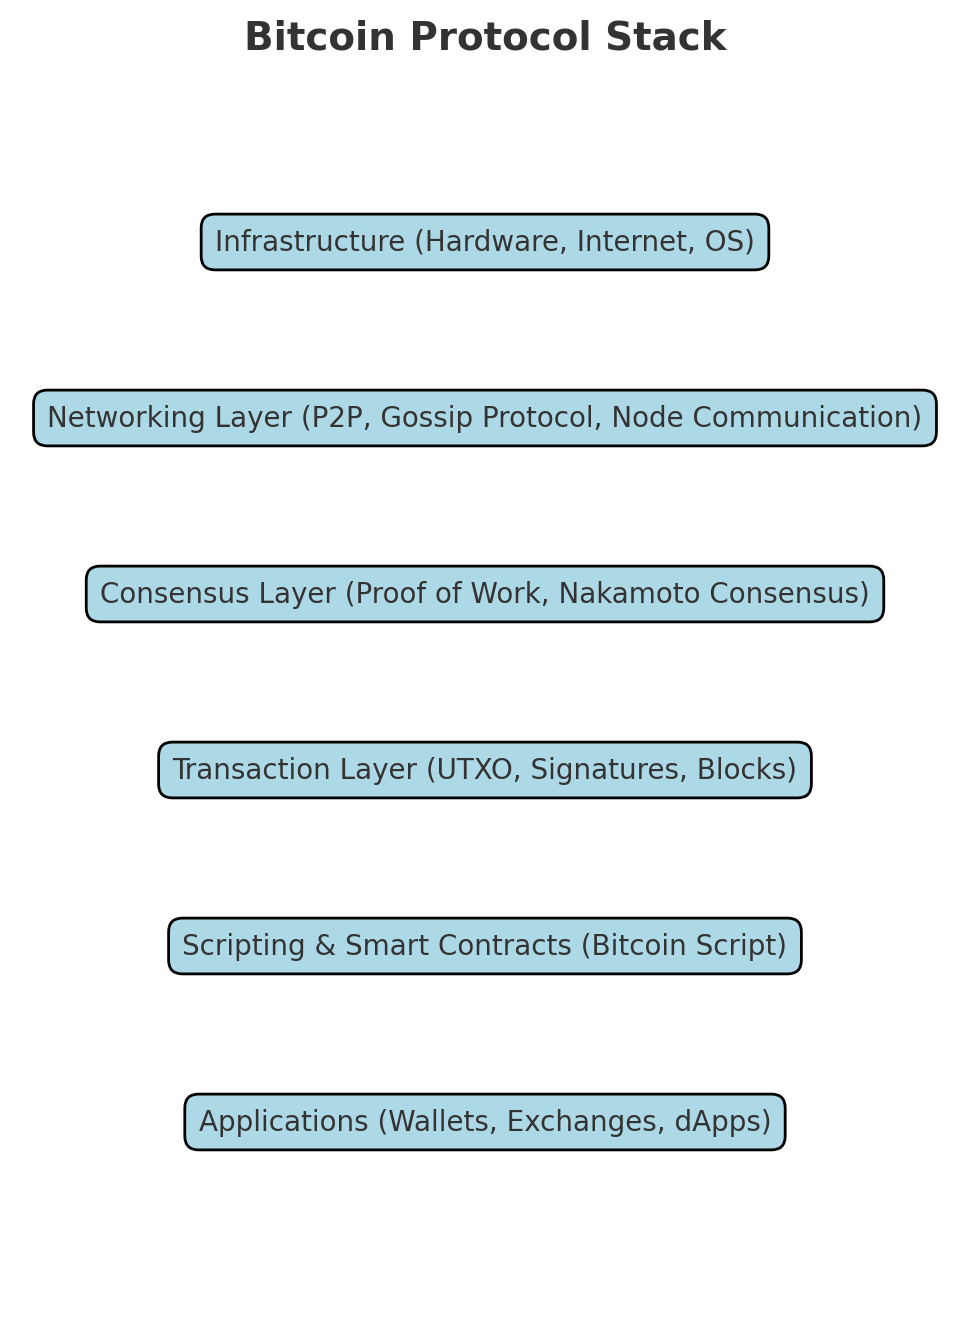 Bitcoin Protocol Stack
Infrastructure (Hardware, Internet, OS)
Networking Layer (P2P, Gossip Protocol, Node Communication)
Consensus Layer (Proof of Work, Nakamoto Consensus)
Transaction Layer (UTXO, Signatures, Blocks)
Scripting & Smart Contracts (Bitcoin Script)
Applications (Wallets, Exchanges, dApps)